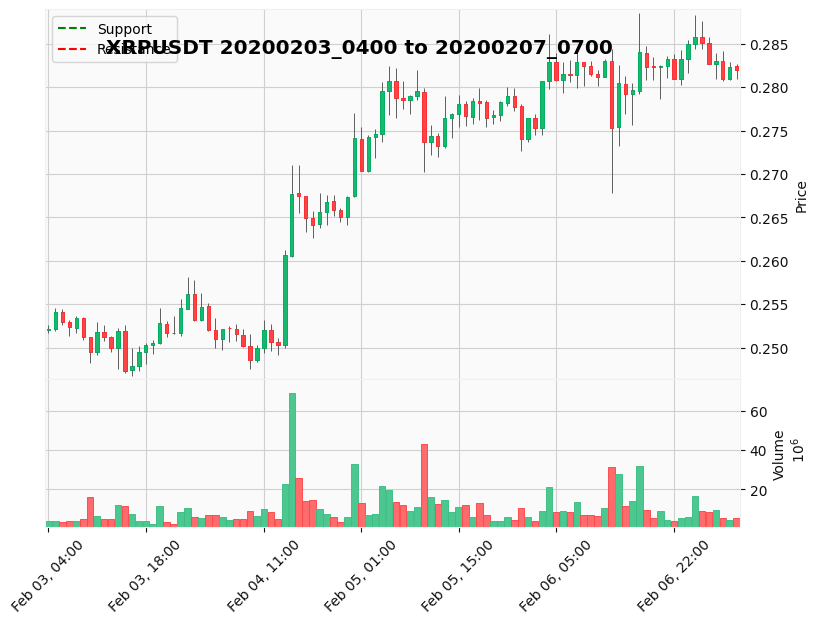 XRPUSDT 20200203_0400 to 20200207_0700
Support
Resistance
0.285
0.280
0.275
0.270
0.265
0.260
0.255
0.250
Price
60
40
20
Volume
10^6
Feb 03, 04:00
Feb 03, 18:00
Feb 04, 11:00
Feb 05, 01:00
Feb 05, 15:00
Feb 06, 05:00
Feb 06, 22:00